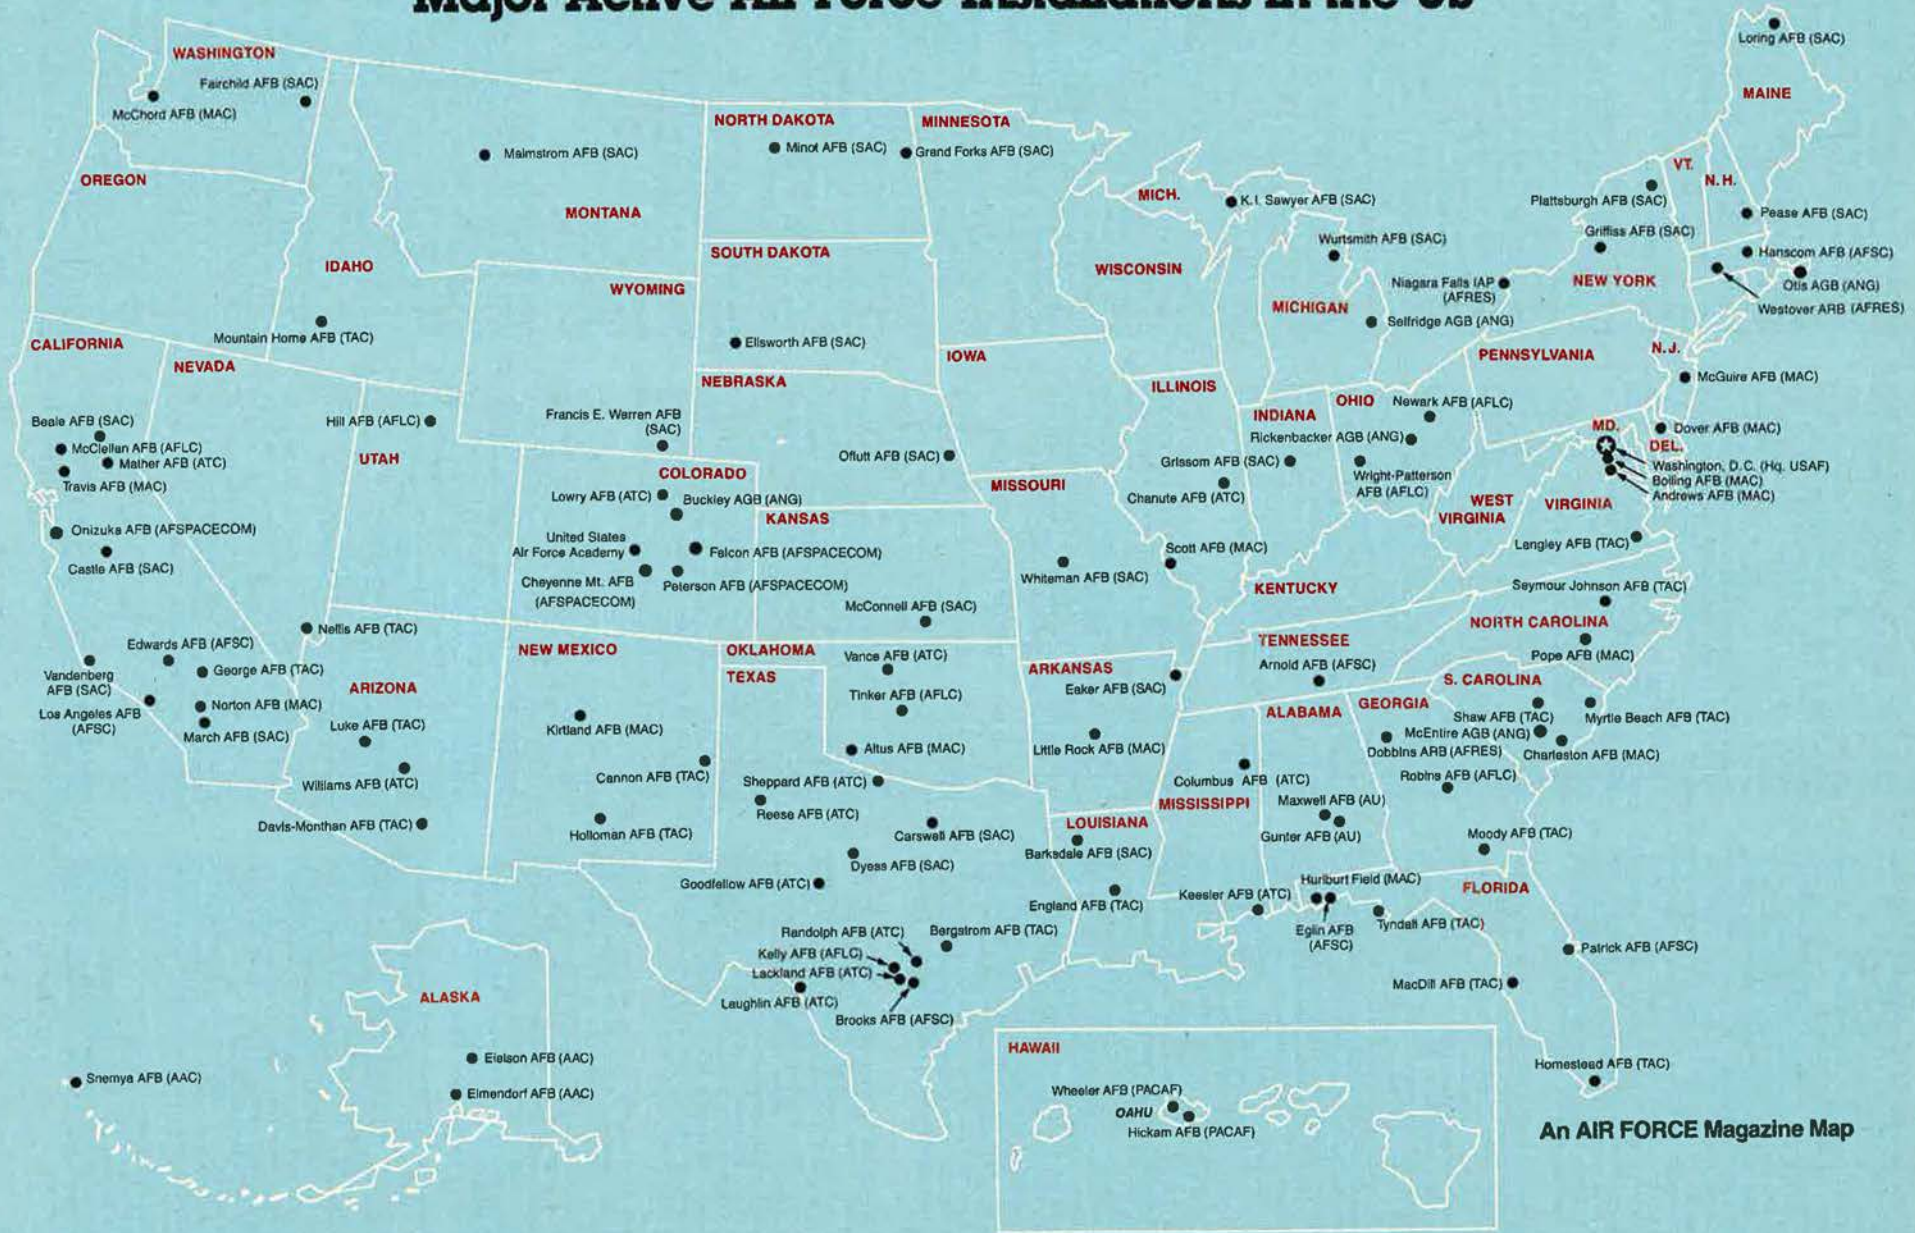 Major Active Air Force Installations in the US
WASHINGTON
Fairchild AFB (SAC)
McChord AFB (MAC)
OREGON
Malmstrom AFB (SAC)
MONTANA
IDAHO
Mountain Home AFB (TAC)
NORTH DAKOTA
Minot AFB (SAC)
MINNESOTA
Grand Forks AFB (SAC)
SOUTH DAKOTA
Ellsworth AFB (SAC)
WYOMING
Francis E. Warren AFB
(SAC)
NEBRASKA
Offutt AFB (SAC)
IOWA
WISCONSIN
MICH.
K.I. Sawyer AFB (SAC)
Wurtsmith AFB (SAC)
MICHIGAN
Selfridge AGB (ANG)
Loring AFB (SAC)
MAINE
VT.
N.H.
Plattsburgh AFB (SAC)
Pease AFB (SAC)
Griffiss AFB (SAC)
Hanscom AFB (AFSC)
Niagara Falls IAP
(AFRES)
NEW YORK
Otis AGB (ANG)
Westover ARB (AFRES)
PENNSYLVANIA
N.J.
McGuire AFB (MAC)
CALIFORNIA
NEVADA
Beale AFB (SAC)
McClellan AFB (AFLC)
Mather AFB (ATC)
Travis AFB (MAC)
Onizuka AFB (AFSPACECOM)
Castle AFB (SAC)
Hill AFB (AFLC)
UTAH
COLORADO
Lowry AFB (ATC)
Buckley AGB (ANG)
United States
Air Force Academy
Falcon AFB (AFSPACECOM)
Cheyenne Mt. AFB
(AFSPACECOM)
Peterson AFB (AFSPACECOM)
KANSAS
McConnell AFB (SAC)
MISSOURI
Whiteman AFB (SAC)
ILLINOIS
Chanute AFB (ATC)
Scott AFB (MAC)
INDIANA
Grissom AFB (SAC)
OHIO
Newark AFB (AFLC)
Rickenbacker AGB (ANG)
Wright-Patterson
AFB (AFLC)
MD.
Dover AFB (MAC)
DEL.
Washington, D.C. (Hq. USAF)
Bolling AFB (MAC)
Andrews AFB (MAC)
WEST
VIRGINIA
VIRGINIA
Langley AFB (TAC)
KENTUCKY
Seymour Johnson AFB (TAC)
NORTH CAROLINA
Pope AFB (MAC)
TENNESSEE
Arnold AFB (AFSC)
Nellis AFB (TAC)
Edwards AFB (AFSC)
George AFB (TAC)
Vandenberg
AFB (SAC)
Los Angeles AFB
(AFSC)
Norton AFB (MAC)
March AFB (SAC)
ARIZONA
Luke AFB (TAC)
Williams AFB (ATC)
Davis-Monthan AFB (TAC)
NEW MEXICO
Kirtland AFB (MAC)
Cannon AFB (TAC)
Holloman AFB (TAC)
OKLAHOMA
Vance AFB (ATC)
Tinker AFB (AFLC)
Altus AFB (MAC)
TEXAS
Sheppard AFB (ATC)
Reese AFB (ATC)
Carswell AFB (SAC)
Dyess AFB (SAC)
Goodfellow AFB (ATC)
Randolph AFB (ATC)
Bergstrom AFB (TAC)
Kelly AFB (AFLC)
Lackland AFB (ATC)
Laughlin AFB (ATC)
Brooks AFB (AFSC)
ARKANSAS
Eaker AFB (SAC)
Little Rock AFB (MAC)
LOUISIANA
Barksdale AFB (SAC)
England AFB (TAC)
MISSISSIPPI
Columbus AFB (ATC)
Keesler AFB (ATC)
ALABAMA
Maxwell AFB (AU)
Gunter AFB (AU)
GEORGIA
Dobbins ARB (AFRES)
Robins AFB (AFLC)
Moody AFB (TAC)
S. CAROLINA
Shaw AFB (TAC)
Myrtle Beach AFB (TAC)
McEntire AGB (ANG)
Charleston AFB (MAC)
FLORIDA
Hurlburt Field (MAC)
Eglin AFB
(AFSC)
Tyndall AFB (TAC)
Patrick AFB (AFSC)
MacDill AFB (TAC)
Homestead AFB (TAC)
ALASKA
Eielson AFB (AAC)
Elmendorf AFB (AAC)
Snemya AFB (AAC)
HAWAII
Wheeler AFB (PACAF)
OAHU
Hickam AFB (PACAF)
An AIR FORCE Magazine Map